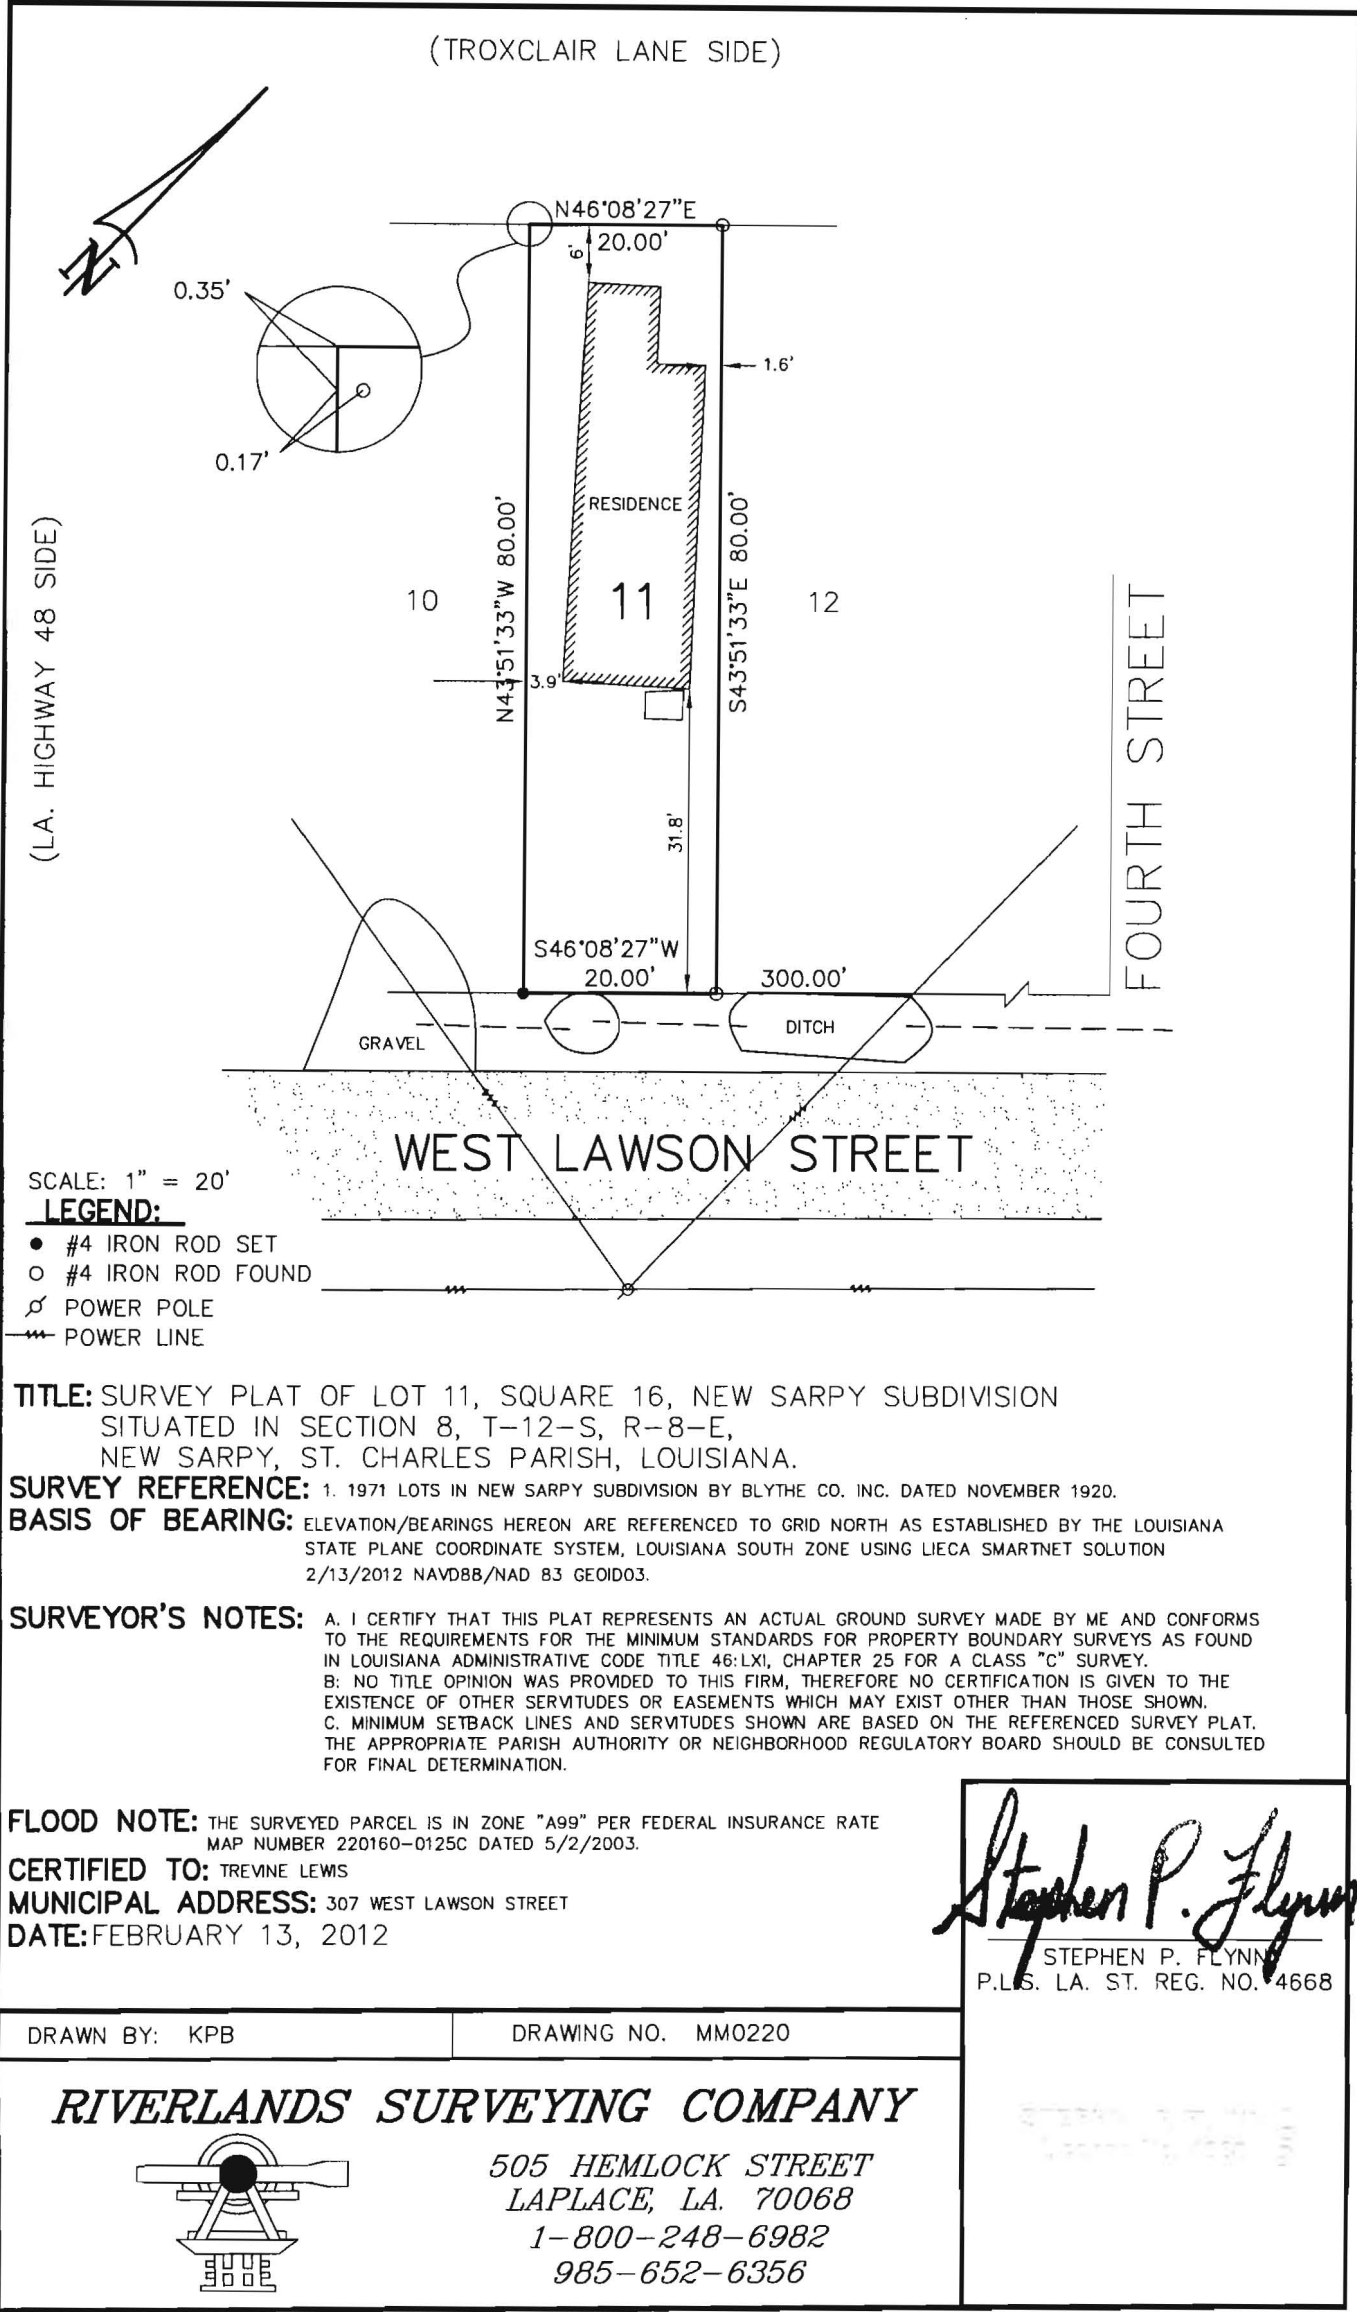 (TROXCLAIR LANE SIDE)
N
N46°08'27"E
20.00'
6'
0.35'
0.17'
1.6'
RESIDENCE
(LA. HIGHWAY 48 SIDE)
N43°51'33"W 80.00'
S43°51'33"E 80.00'
10
11
12
3.9'
FOURTH STREET
31.8'
S46°08'27"W
20.00'
300.00'
GRAVEL
DITCH
WEST LAWSON STREET
SCALE: 1" = 20'
LEGEND:
#4 IRON ROD SET
#4 IRON ROD FOUND
POWER POLE
POWER LINE
TITLE: SURVEY PLAT OF LOT 11, SQUARE 16, NEW SARPY SUBDIVISION
SITUATED IN SECTION 8, T-12-S, R-8-E,
NEW SARPY, ST. CHARLES PARISH, LOUISIANA.
SURVEY REFERENCE: 1. 1971 LOTS IN NEW SARPY SUBDIVISION BY BLYTHE CO. INC. DATED NOVEMBER 1920.
BASIS OF BEARING: ELEVATION/BEARINGS HEREON ARE REFERENCED TO GRID NORTH AS ESTABLISHED BY THE LOUISIANA
STATE PLANE COORDINATE SYSTEM, LOUISIANA SOUTH ZONE USING LIECA SMARTNET SOLUTION
2/13/2012 NAVD88/NAD 83 GEOID03.
SURVEYOR'S NOTES: A. I CERTIFY THAT THIS PLAT REPRESENTS AN ACTUAL GROUND SURVEY MADE BY ME AND CONFORMS
TO THE REQUIREMENTS FOR THE MINIMUM STANDARDS FOR PROPERTY BOUNDARY SURVEYS AS FOUND
IN LOUISIANA ADMINISTRATIVE CODE TITLE 46:LXI, CHAPTER 25 FOR A CLASS "C" SURVEY.
B: NO TITLE OPINION WAS PROVIDED TO THIS FIRM, THEREFORE NO CERTIFICATION IS GIVEN TO THE
EXISTENCE OF OTHER SERVITUDES OR EASEMENTS WHICH MAY EXIST OTHER THAN THOSE SHOWN.
C. MINIMUM SETBACK LINES AND SERVITUDES SHOWN ARE BASED ON THE REFERENCED SURVEY PLAT.
THE APPROPRIATE PARISH AUTHORITY OR NEIGHBORHOOD REGULATORY BOARD SHOULD BE CONSULTED
FOR FINAL DETERMINATION.
FLOOD NOTE: THE SURVEYED PARCEL IS IN ZONE "A99" PER FEDERAL INSURANCE RATE
MAP NUMBER 220160-0125C DATED 5/2/2003.
CERTIFIED TO: TREVINE LEWIS
MUNICIPAL ADDRESS: 307 WEST LAWSON STREET
DATE: FEBRUARY 13, 2012
Stephen P. Flynn
STEPHEN P. FLYNN
P.L.S. LA. ST. REG. NO. 4668
DRAWN BY: KPB
DRAWING NO. MM0220
RIVERLANDS SURVEYING COMPANY
505 HEMLOCK STREET
LAPLACE, LA. 70068
1-800-248-6982
985-652-6356